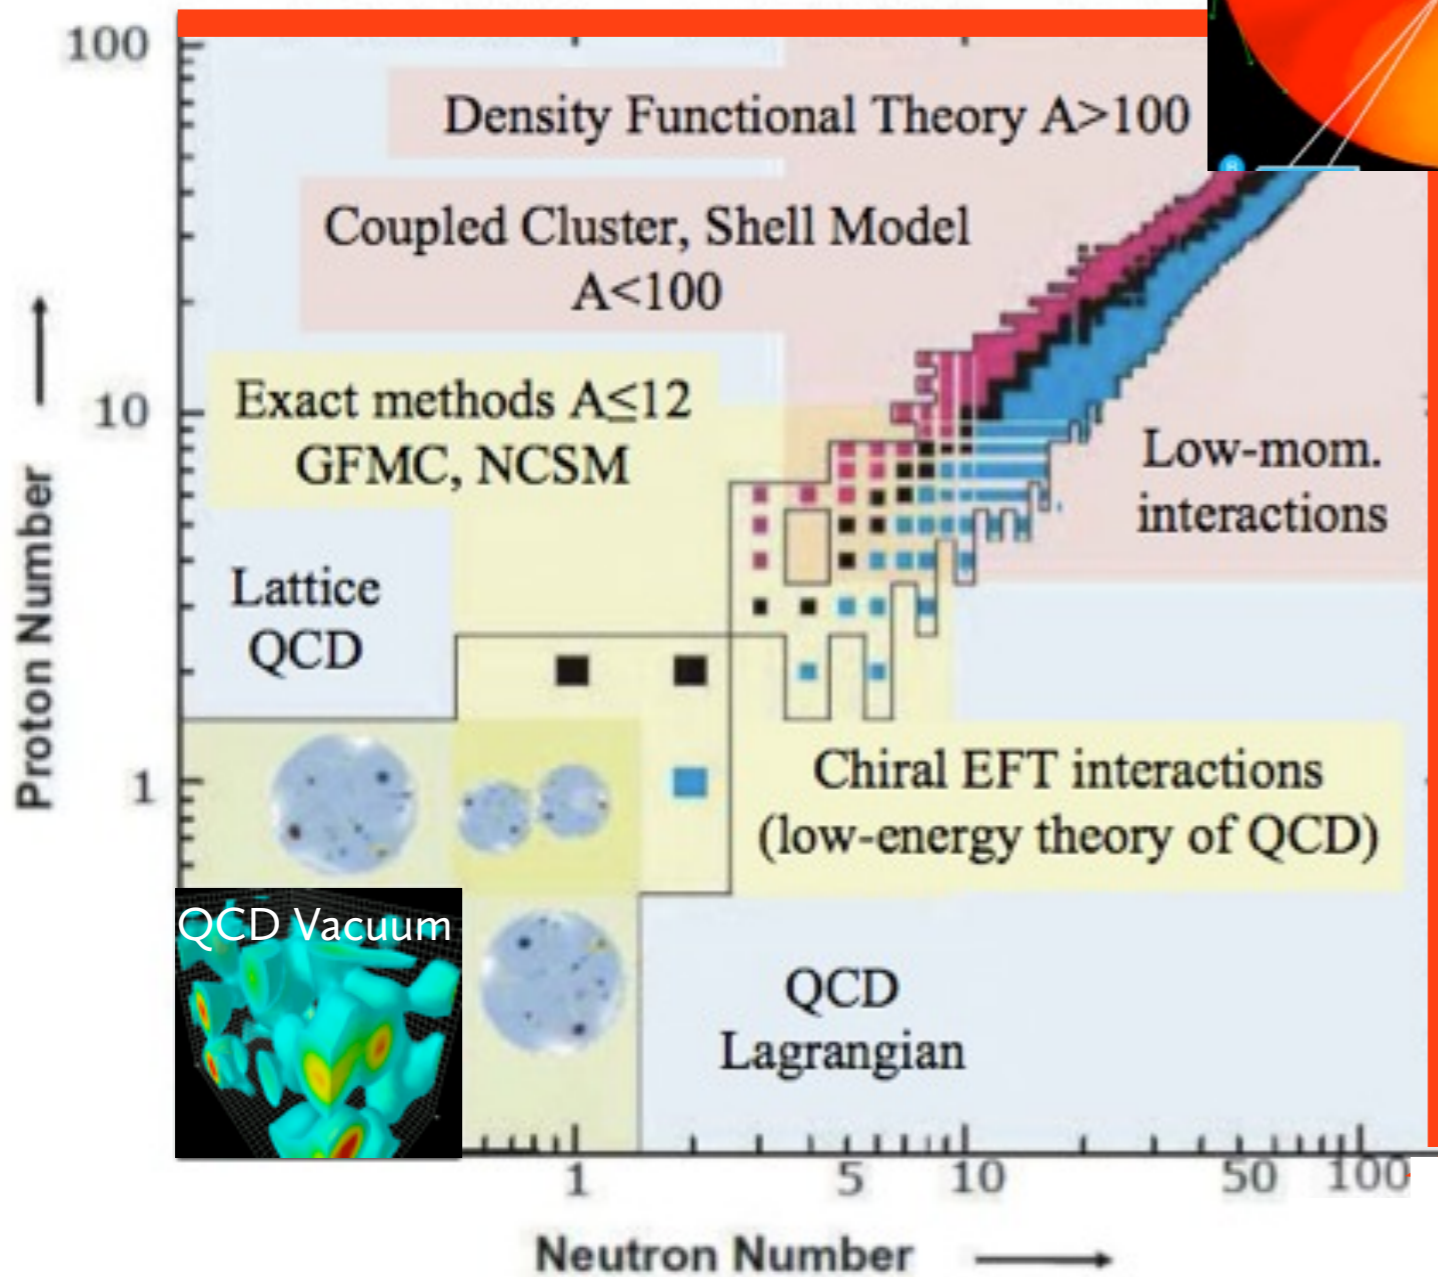 100
Density Functional Theory A>100
8
Coupled Cluster, Shell Model
A<100
Exact methods A≤12
GFMC, NCSM
10
Low-mom.
interactions
Lattice
QCD
Proton Number
1
Chiral EFT interactions
(low-energy theory of QCD)
QCD Vacuum
QCD
Lagrangian
1 5 10 50 100
Neutron Number